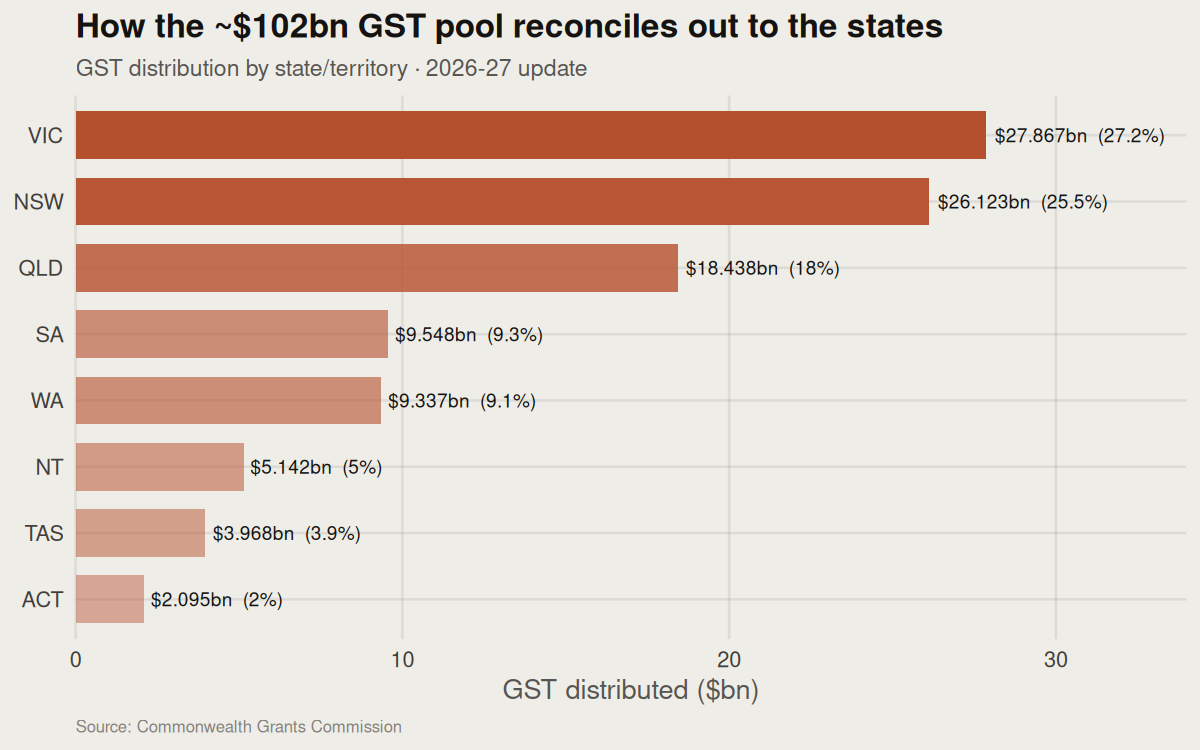 How the ~$102bn GST pool reconciles out to the states
GST distribution by state/territory · 2026-27 update
VIC $27.867bn (27.2%)
NSW $26.123bn (25.5%)
QLD $18.438bn (18%)
SA $9.548bn (9.3%)
WA $9.337bn (9.1%)
NT $5.142bn (5%)
TAS $3.968bn (3.9%)
ACT $2.095bn (2%)
0 10 20 30
GST distributed ($bn)
Source: Commonwealth Grants Commission